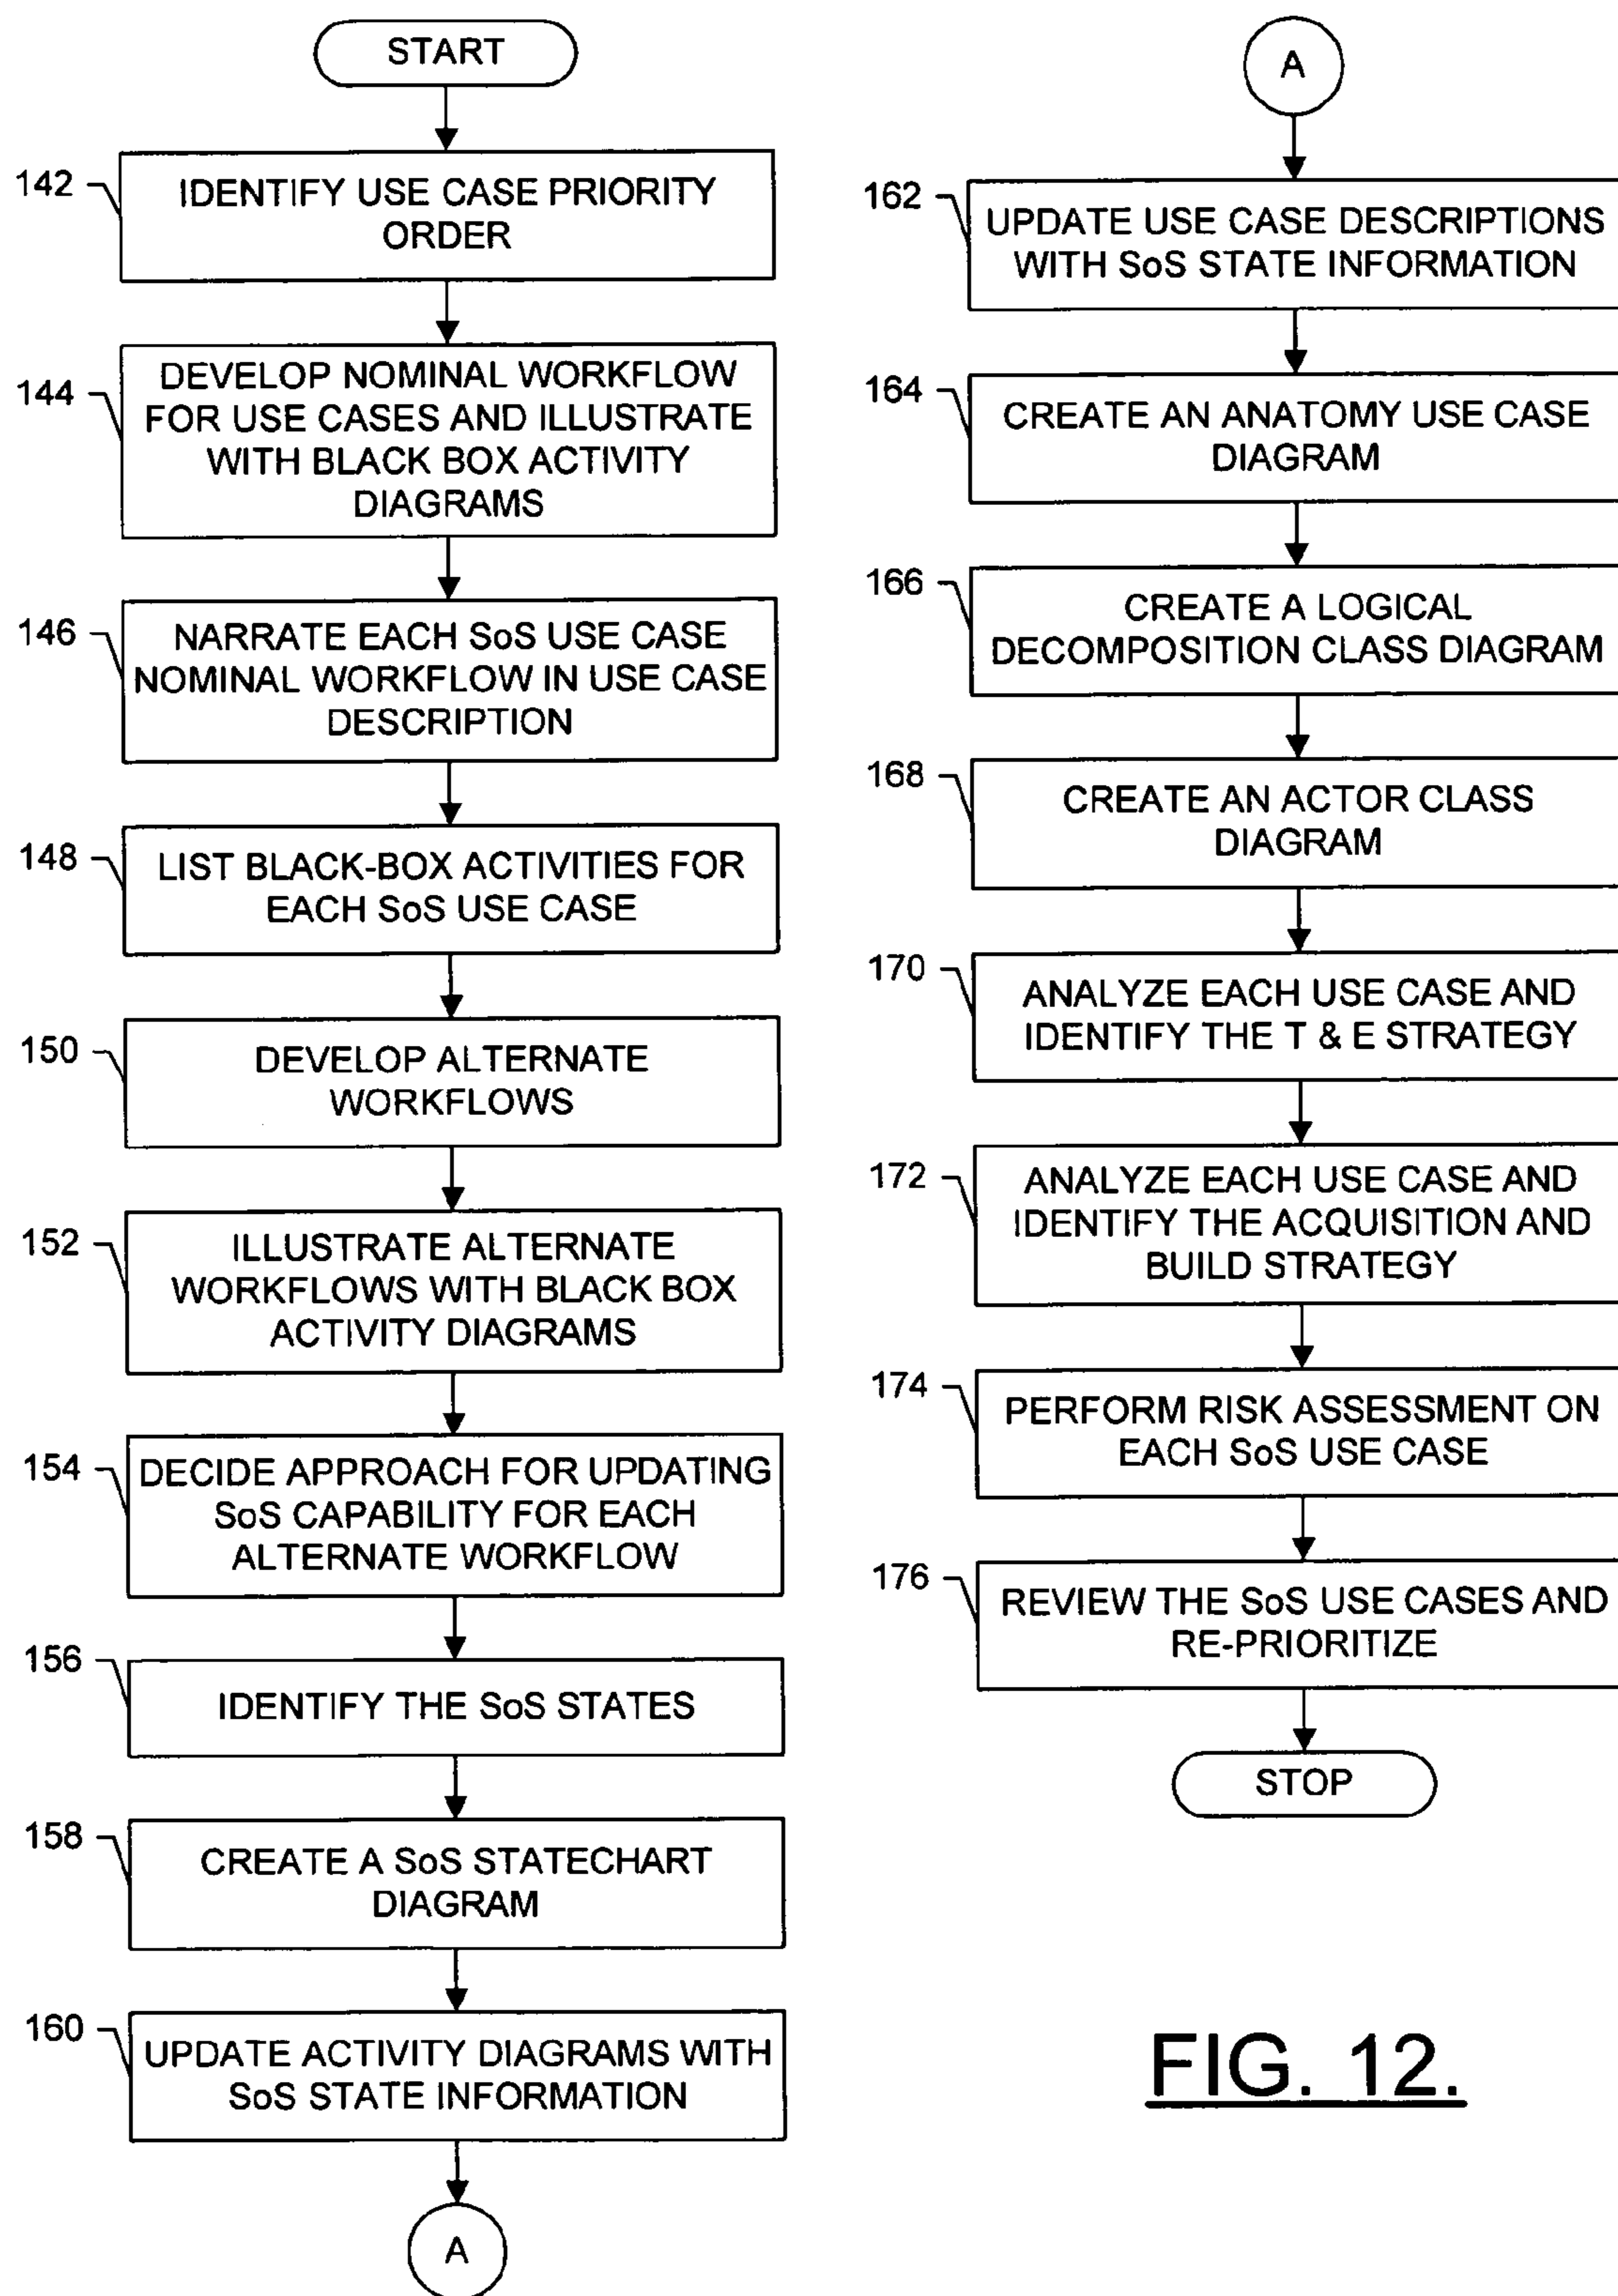 START
142
IDENTIFY USE CASE PRIORITY
ORDER
144
DEVELOP NOMINAL WORKFLOW
FOR USE CASES AND ILLUSTRATE
WITH BLACK BOX ACTIVITY
DIAGRAMS
146
NARRATE EACH SoS USE CASE
NOMINAL WORKFLOW IN USE CASE
DESCRIPTION
148
LIST BLACK-BOX ACTIVITIES FOR
EACH SoS USE CASE
150
DEVELOP ALTERNATE
WORKFLOWS
152
ILLUSTRATE ALTERNATE
WORKFLOWS WITH BLACK BOX
ACTIVITY DIAGRAMS
154
DECIDE APPROACH FOR UPDATING
SoS CAPABILITY FOR EACH
ALTERNATE WORKFLOW
156
IDENTIFY THE SoS STATES
158
CREATE A SoS STATECHART
DIAGRAM
160
UPDATE ACTIVITY DIAGRAMS WITH
SoS STATE INFORMATION
A
A
162
UPDATE USE CASE DESCRIPTIONS
WITH SoS STATE INFORMATION
164
CREATE AN ANATOMY USE CASE
DIAGRAM
166
CREATE A LOGICAL
DECOMPOSITION CLASS DIAGRAM
168
CREATE AN ACTOR CLASS
DIAGRAM
170
ANALYZE EACH USE CASE AND
IDENTIFY THE T & E STRATEGY
172
ANALYZE EACH USE CASE AND
IDENTIFY THE ACQUISITION AND
BUILD STRATEGY
174
PERFORM RISK ASSESSMENT ON
EACH SoS USE CASE
176
REVIEW THE SoS USE CASES AND
RE-PRIORITIZE
STOP
FIG. 12.